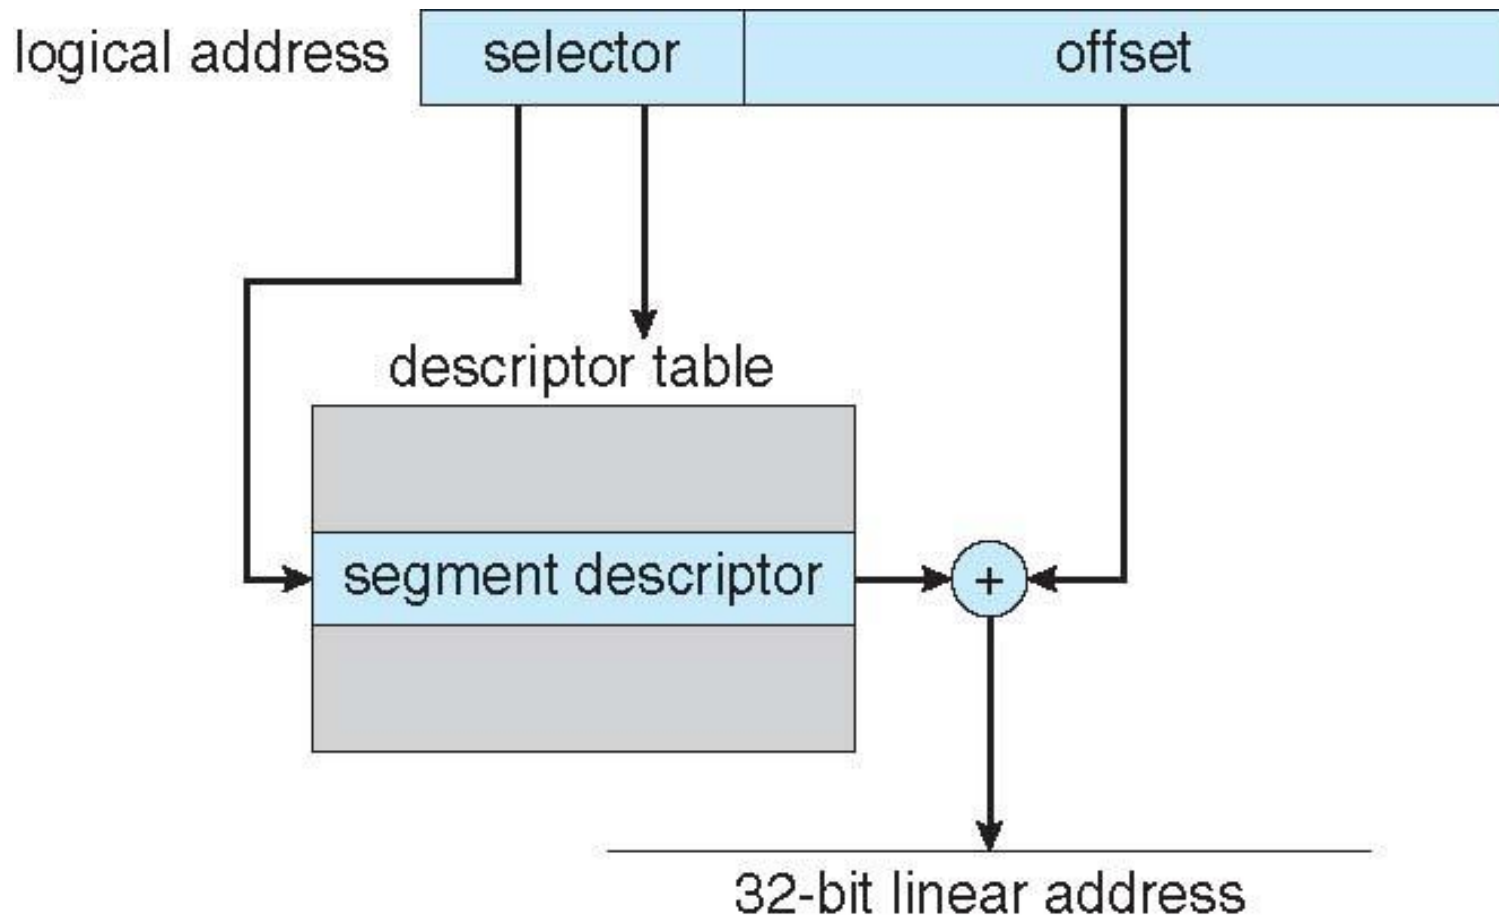 logical address selector offset
descriptor table
segment descriptor +
32-bit linear address